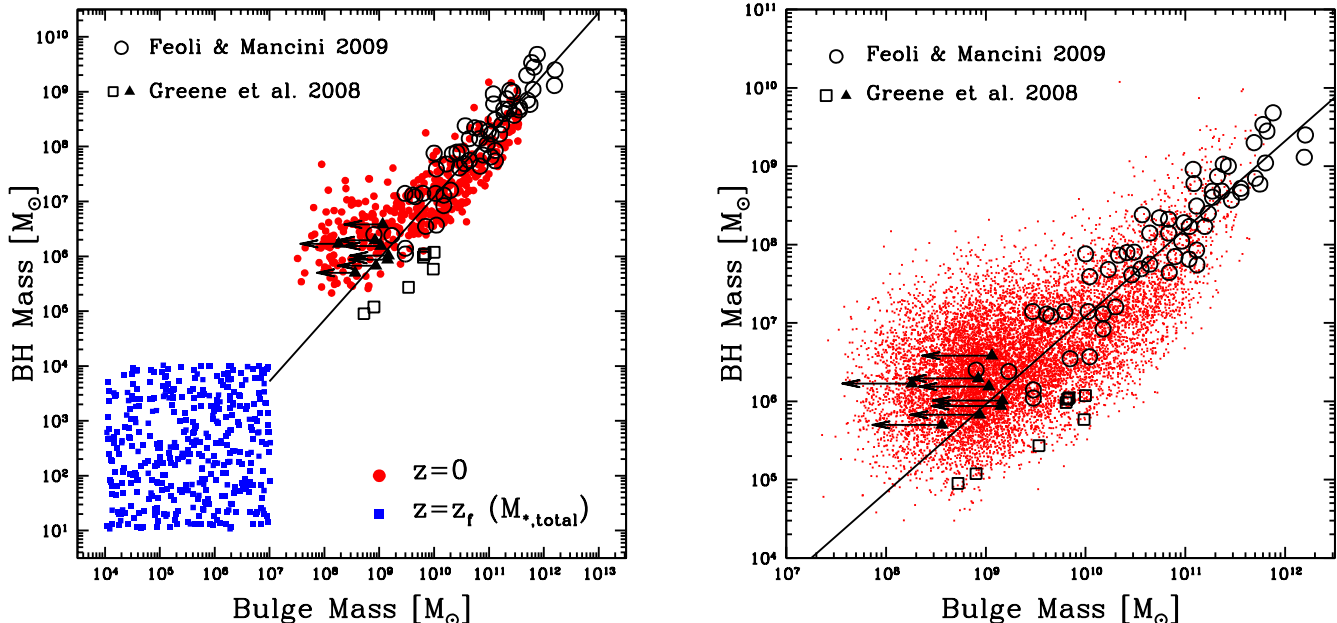 Feoli & Mancini 2009
Greene et al. 2008
BH Mass [M⊙]
10¹⁰
10⁹
10⁸
10⁷
10⁶
10⁵
10⁴
10³
10²
10¹
z=0
z=z_f (M_*,total)
10⁴ 10⁵ 10⁶ 10⁷ 10⁸ 10⁹ 10¹⁰ 10¹¹ 10¹² 10¹³
Bulge Mass [M⊙]
Feoli & Mancini 2009
Greene et al. 2008
BH Mass [M⊙]
10¹¹
10¹⁰
10⁹
10⁸
10⁷
10⁶
10⁵
10⁴
10⁷ 10⁸ 10⁹ 10¹⁰ 10¹¹ 10¹²
Bulge Mass [M⊙]